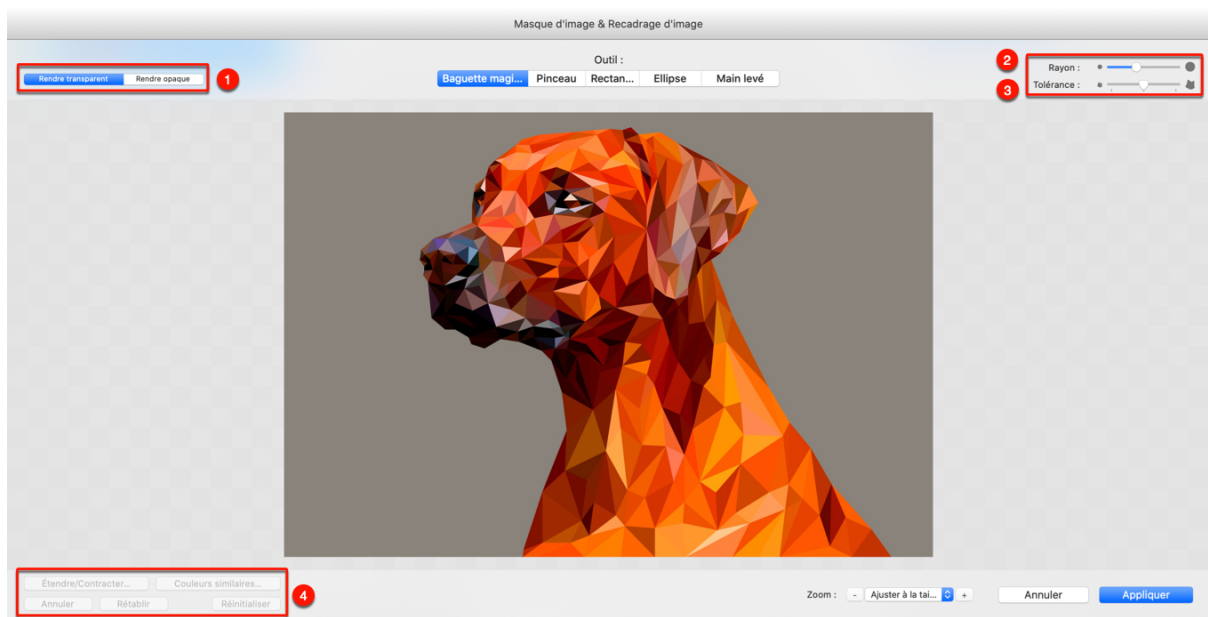 Masque d'image & Recadrage d'image
Outil :
Rendre transparent Rendre opaque 1
Baguette magi... Pinceau Rectan... Ellipse Main levé
2 Rayon :
3 Tolérance :
Étendre/Contracter... Couleurs similaires...
Annuler Rétablir Réinitialiser 4
Zoom : - Ajuster à la tai... + Annuler Appliquer